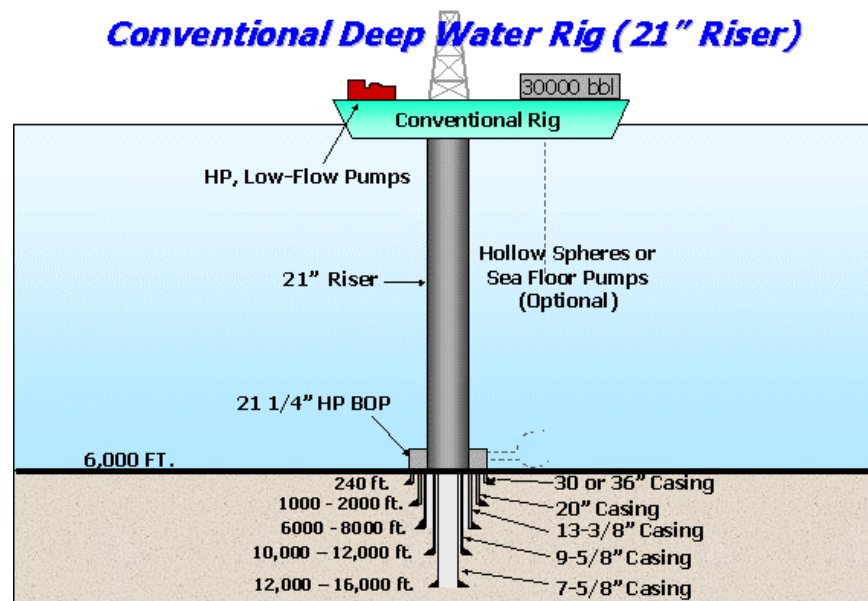 Conventional Deep Water Rig (21” Riser)
30000 bbl
Conventional Rig
HP, Low-Flow Pumps
Hollow Spheres or
Sea Floor Pumps
(Optional)
21” Riser
21 1/4” HP BOP
6,000 FT.
240 ft.
30 or 36” Casing
1000 - 2000 ft.
20” Casing
6000 - 8000 ft.
13-3/8” Casing
10,000 – 12,000 ft.
9-5/8” Casing
12,000 – 16,000 ft.
7-5/8” Casing